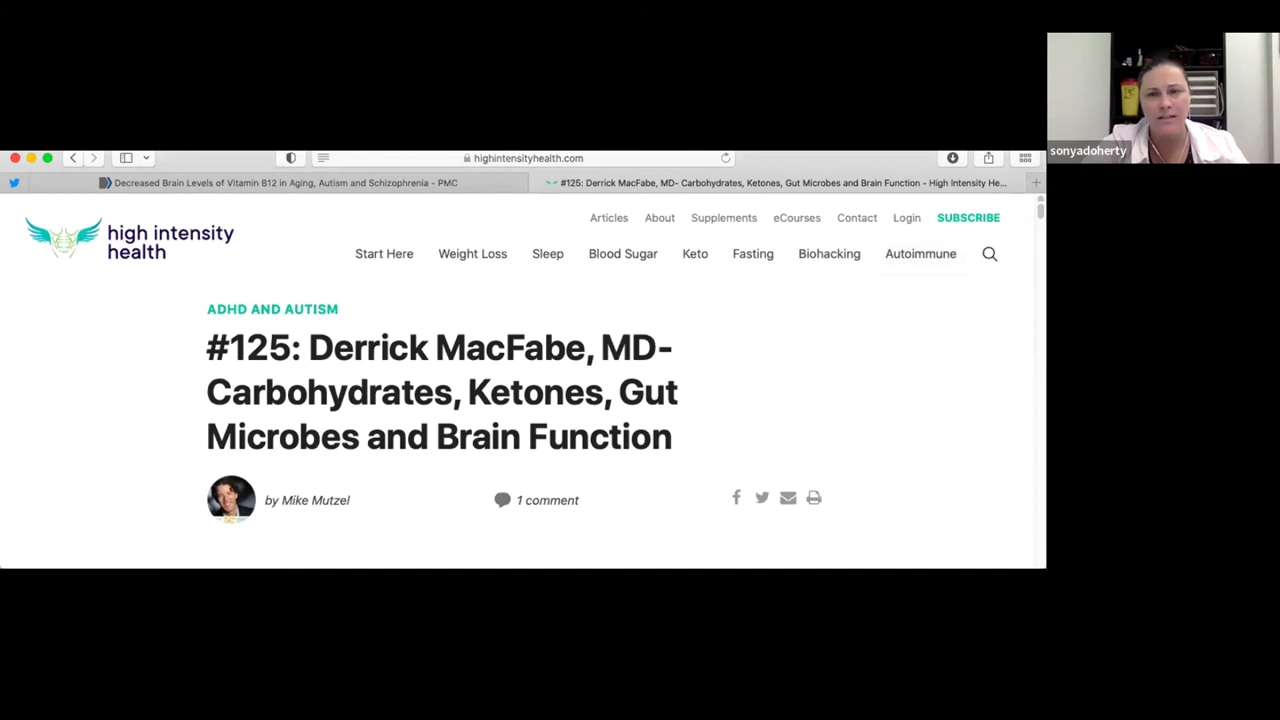 sonyadoherty
highintensityhealth.com
Decreased Brain Levels of Vitamin B12 in Aging, Autism and Schizophrenia - PMC
#125: Derrick MacFabe, MD- Carbohydrates, Ketones, Gut Microbes and Brain Function - High Intensity He...
high intensity
health
Articles About Supplements eCourses Contact Login SUBSCRIBE
Start Here Weight Loss Sleep Blood Sugar Keto Fasting Biohacking Autoimmune
ADHD AND AUTISM
#125: Derrick MacFabe, MD-
Carbohydrates, Ketones, Gut
Microbes and Brain Function
by Mike Mutzel
1 comment